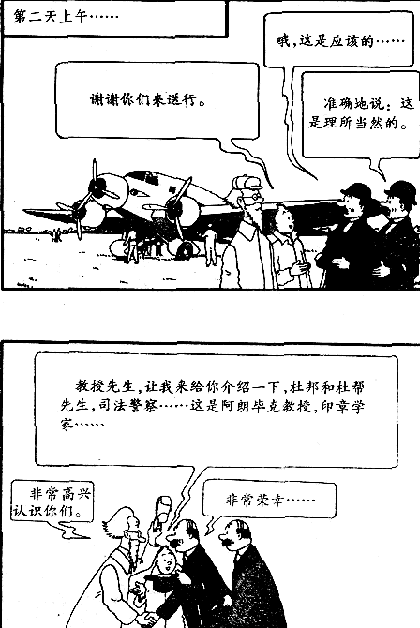 第二天上午……
哦,这是应该的……
谢谢你们来送行。
准确地说:这
是理所当然的。
教授先生,让我来给你介绍一下,杜邦和杜帮
先生,司法警察……这是阿朗毕克教授,印章学
家……
非常高兴
认识你们。
非常荣幸……